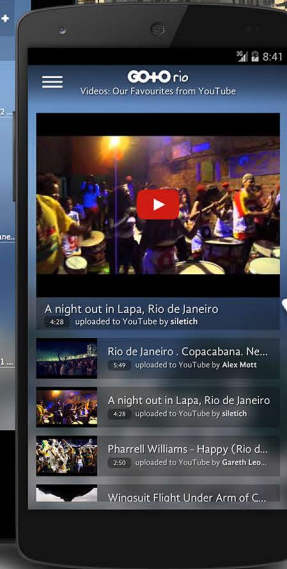 3G 8:41
GOTO rio
Videos: Our Favourites from YouTube
A night out in Lapa, Rio de Janeiro
4:28 uploaded to YouTube by siletich
Rio de Janeiro . Copacabana. Ne...
5:49 uploaded to YouTube by Alex Mott
A night out in Lapa, Rio de Janeiro
4:28 uploaded to YouTube by siletich
Pharrell Williams - Happy (Rio d...
2:50 uploaded to YouTube by Gareth Leo...
Wingsuit Flight Under Arm of C...